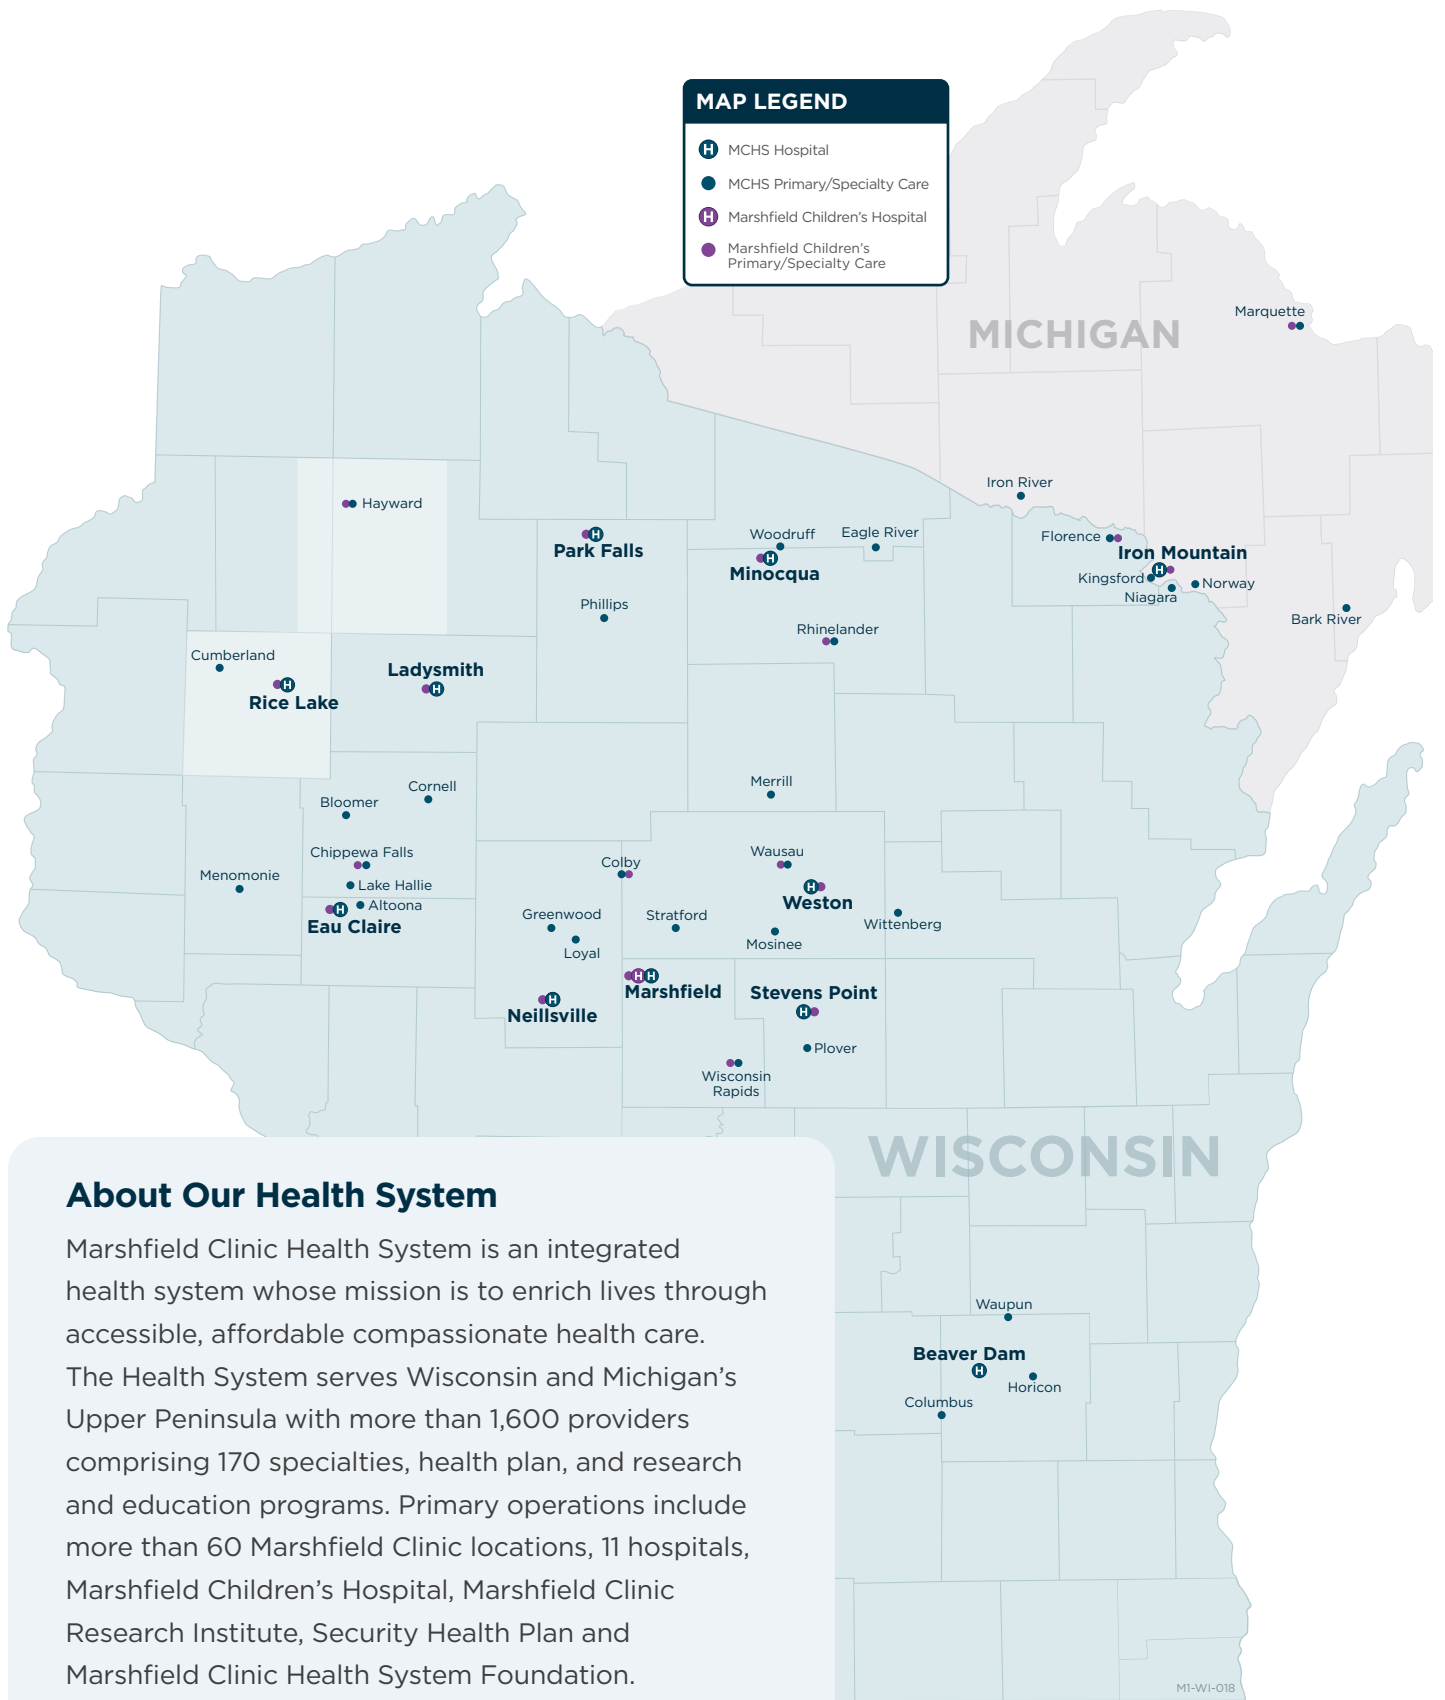 MAP LEGEND
H MCHS Hospital
MCHS Primary/Specialty Care
H Marshfield Children's Hospital
Marshfield Children's
Primary/Specialty Care
Marquette
MICHIGAN
Iron River
Hayward
H
Park Falls
Woodruff
Eagle River
H
Minocqua
Florence
Iron Mountain
H
Kingsford
Norway
Niagara
Phillips
Bark River
Rhinelander
Cumberland
H
Rice Lake
Ladysmith
H
Merrill
Cornell
Bloomer
Chippewa Falls
Wausau
Colby
Menomonie
Lake Hallie
H
Weston
Altoona
H
Eau Claire
Greenwood
Stratford
Wittenberg
Loyal
Mosinee
H H
Marshfield
Stevens Point
H
H
Neillsville
Plover
Wisconsin
Rapids
WISCONSIN
About Our Health System
Marshfield Clinic Health System is an integrated
health system whose mission is to enrich lives through
accessible, affordable compassionate health care.
The Health System serves Wisconsin and Michigan's
Upper Peninsula with more than 1,600 providers
comprising 170 specialties, health plan, and research
and education programs. Primary operations include
more than 60 Marshfield Clinic locations, 11 hospitals,
Marshfield Children's Hospital, Marshfield Clinic
Research Institute, Security Health Plan and
Marshfield Clinic Health System Foundation.
Waupun
Beaver Dam
H
Horicon
Columbus
M1-WI-018